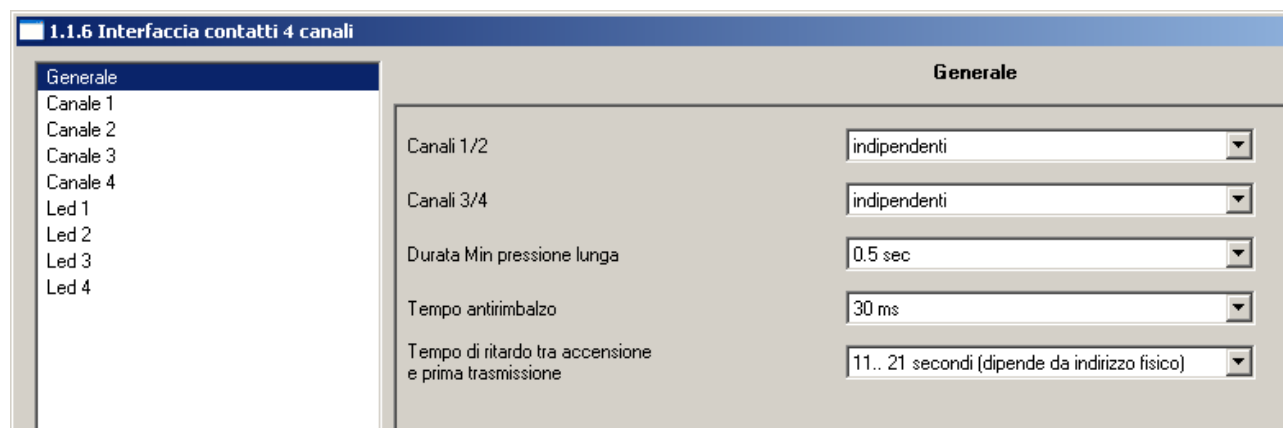 1.1.6 Interfaccia contatti 4 canali
Generale
Canale 1
Canale 2
Canale 3
Canale 4
Led 1
Led 2
Led 3
Led 4
Generale
Canali 1/2
indipendenti
Canali 3/4
indipendenti
Durata Min pressione lunga
0.5 sec
Tempo antirimbalzo
30 ms
Tempo di ritardo tra accensione
e prima trasmissione
11.. 21 secondi (dipende da indirizzo fisico)